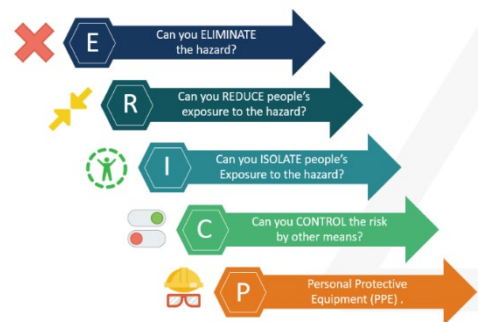 E
Can you ELIMINATE
the hazard?
R
Can you REDUCE people's
exposure to the hazard?
I
Can you ISOLATE people's
Exposure to the hazard?
C
Can you CONTROL the risk
by other means?
P
Personal Protective
Equipment (PPE) .